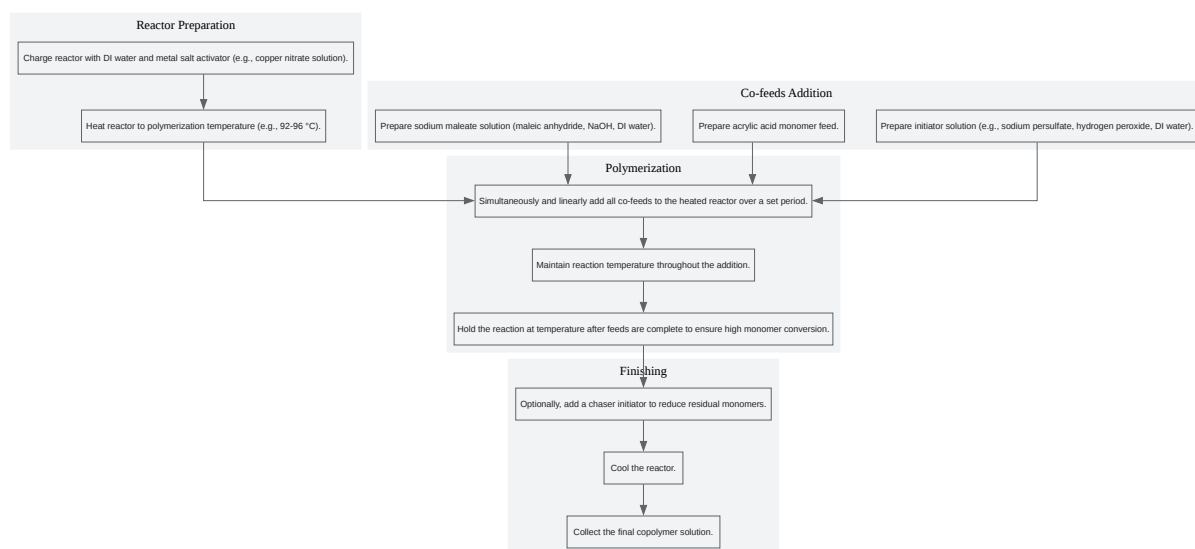 Reactor Preparation
Charge reactor with DI water and metal salt activator (e.g., copper nitrate solution).
Heat reactor to polymerization temperature (e.g., 92-96 °C).
Co-feeds Addition
Prepare sodium maleate solution (maleic anhydride, NaOH, DI water).
Prepare acrylic acid monomer feed.
Prepare initiator solution (e.g., sodium persulfate, hydrogen peroxide, DI water).
Polymerization
Simultaneously and linearly add all co-feeds to the heated reactor over a set period.
Maintain reaction temperature throughout the addition.
Hold the reaction at temperature after feeds are complete to ensure high monomer conversion.
Finishing
Optionally, add a chaser initiator to reduce residual monomers.
Cool the reactor.
Collect the final copolymer solution.